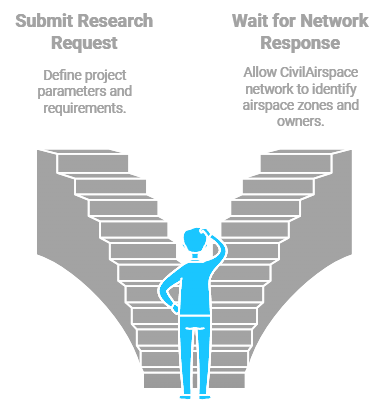 Submit Research
Request
Define project
parameters and
requirements.
Wait for Network
Response
Allow CivilAirspace
network to identify
airspace zones and
owners.